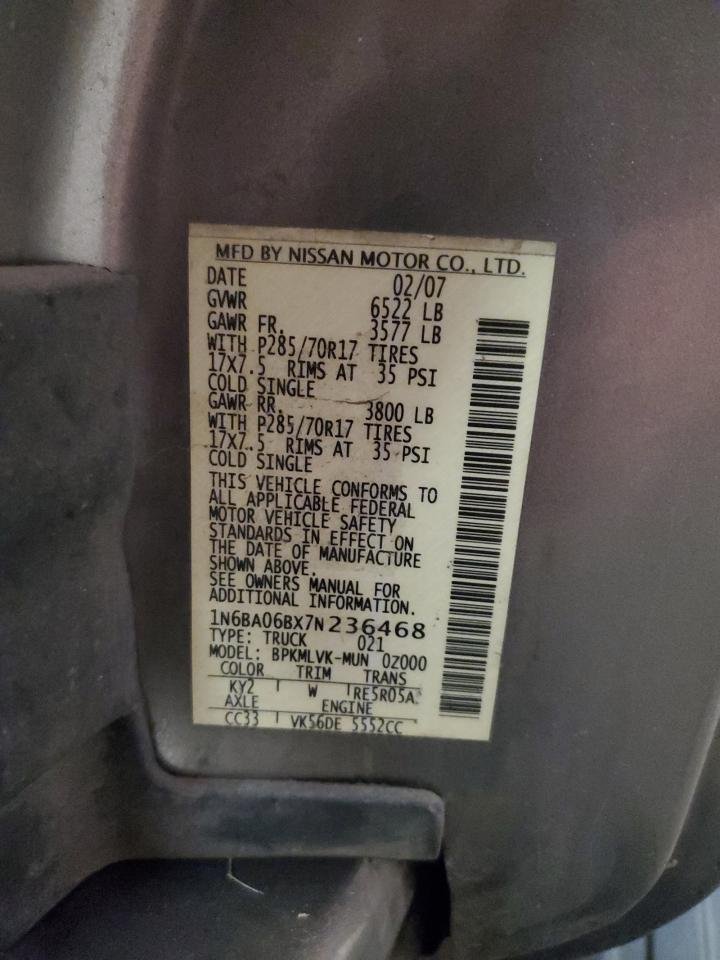 MFD BY NISSAN MOTOR CO., LTD.
DATE 02/07
GVWR 6522 LB
GAWR FR. 3577 LB
WITH P285/70R17 TIRES
17X7.5 RIMS AT 35 PSI
COLD SINGLE
GAWR RR. 3800 LB
WITH P285/70R17 TIRES
17X7.5 RIMS AT 35 PSI
COLD SINGLE
THIS VEHICLE CONFORMS TO
ALL APPLICABLE FEDERAL
MOTOR VEHICLE SAFETY
STANDARDS IN EFFECT ON
THE DATE OF MANUFACTURE
SHOWN ABOVE.
SEE OWNERS MANUAL FOR
ADDITIONAL INFORMATION.
1N6BA06BX7N236468
TYPE: TRUCK 021
MODEL: BPKMLVK-MUN 0Z000
COLOR TRIM TRANS
KY2 W RE5R05A
AXLE ENGINE
CC33 VK56DE 5552CC